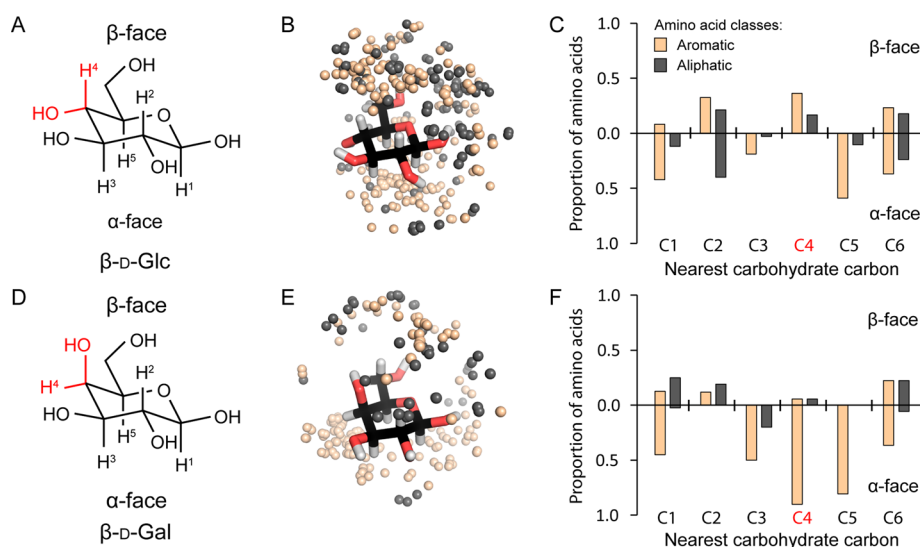 A
β-face
H⁴
OH
HO
H²
O
HO
OH
H⁵
OH
H³
H¹
α-face
β-D-Glc
B
C
Amino acid classes:
Aromatic
Aliphatic
β-face
Proportion of amino acids
1.0
0.5
0.0
0.5
1.0
α-face
C1 C2 C3 C4 C5 C6
Nearest carbohydrate carbon
D
β-face
HO
OH
H²
H⁴
O
HO
OH
H⁵
OH
H³
H¹
α-face
β-D-Gal
E
F
β-face
Proportion of amino acids
1.0
0.5
0.0
0.5
1.0
α-face
C1 C2 C3 C4 C5 C6
Nearest carbohydrate carbon